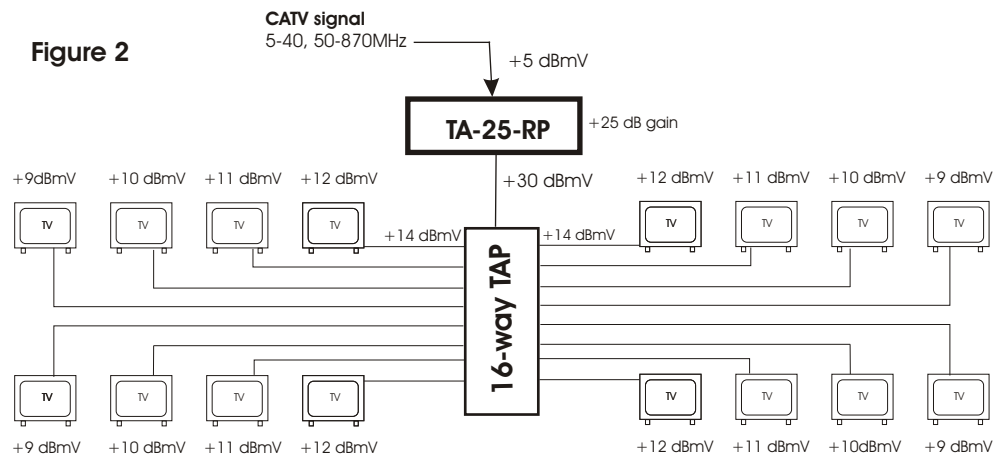 CATV signal
5-40, 50-870MHz
Figure 2
+5 dBmV
TA-25-RP
+25 dB gain
+30 dBmV
+9dBmV +10 dBmV +11 dBmV +12 dBmV
+12 dBmV +11 dBmV +10 dBmV +9 dBmV
TV TV TV TV
TV TV TV TV
+14 dBmV
+14 dBmV
16-way TAP
TV TV TV TV
TV TV TV TV
+9 dBmV +10 dBmV +11 dBmV +12 dBmV
+12 dBmV +11 dBmV +10dBmV +9 dBmV